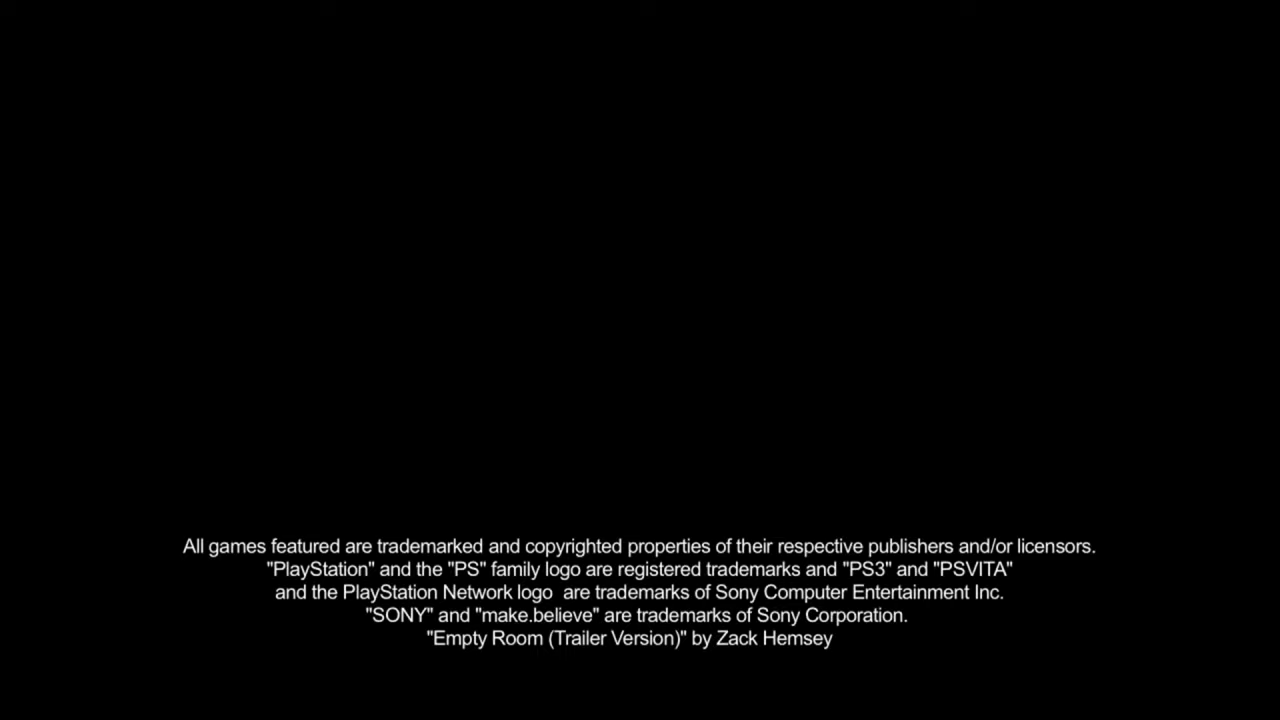 All games featured are trademarked and copyrighted properties of their respective publishers and/or licensors.
"PlayStation" and the "PS" family logo are registered trademarks and "PS3" and "PSVITA"
and the PlayStation Network logo  are trademarks of Sony Computer Entertainment Inc.
"SONY" and "make.believe" are trademarks of Sony Corporation.
"Empty Room (Trailer Version)" by Zack Hemsey